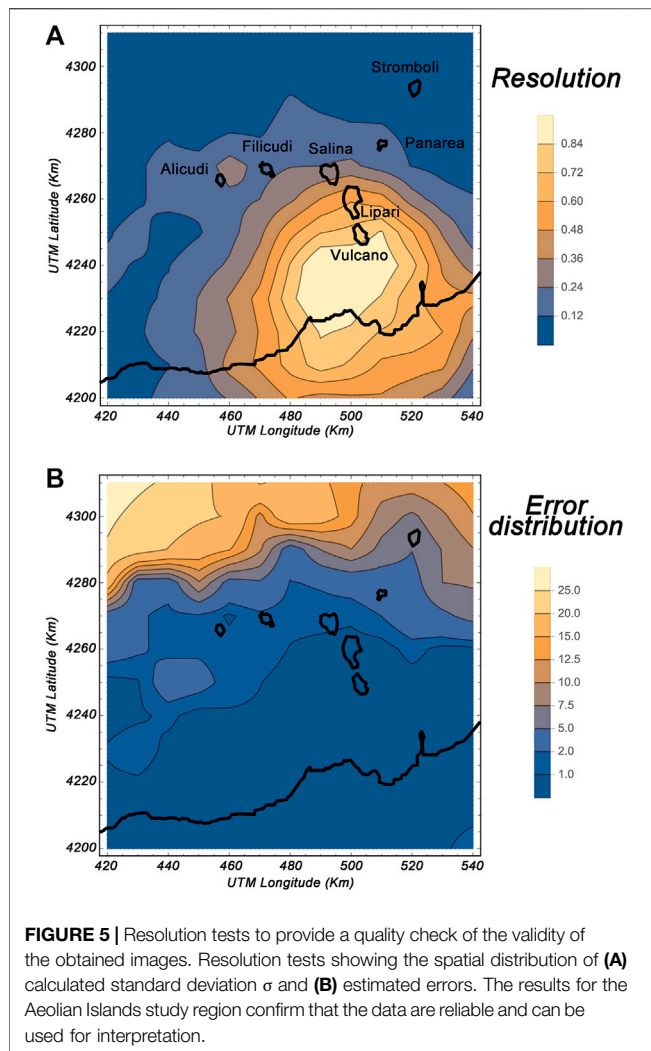 A
Resolution
4310
4300
4280
4260
4240
4220
4200
UTM Latitude (Km)
Stromboli
Panarea
Filicudi
Salina
Alicudi
Lipari
Vulcano
0.84
0.72
0.60
0.48
0.36
0.24
0.12
420 440 460 480 500 520 540
UTM Longitude (Km)
B
Error
distribution
4300
4280
4260
4240
4220
4200
UTM Latitude (Km)
25.0
20.0
15.0
12.5
10.0
7.5
5.0
2.0
1.0
420 440 460 480 500 520 540
UTM Longitude (Km)
FIGURE 5 | Resolution tests to provide a quality check of the validity of
the obtained images. Resolution tests showing the spatial distribution of (A)
calculated standard deviation σ and (B) estimated errors. The results for the
Aeolian Islands study region confirm that the data are reliable and can be
used for interpretation.